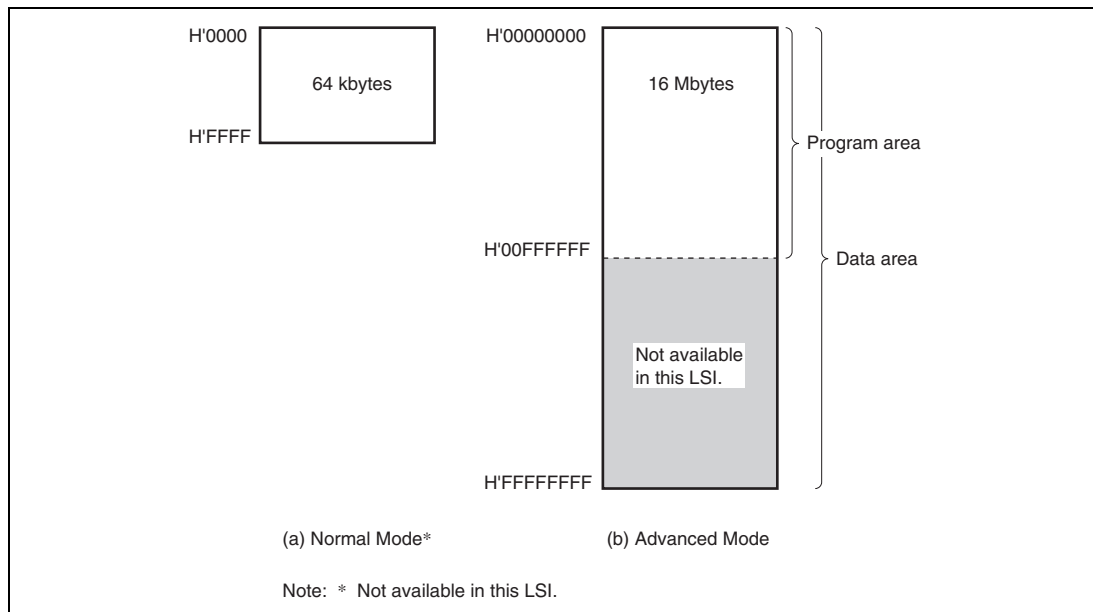 H'0000
64 kbytes
H'FFFF
H'00000000
16 Mbytes
Program area
H'00FFFFFF
Data area
Not available
in this LSI.
H'FFFFFFFF
(a) Normal Mode*
(b) Advanced Mode
Note: * Not available in this LSI.